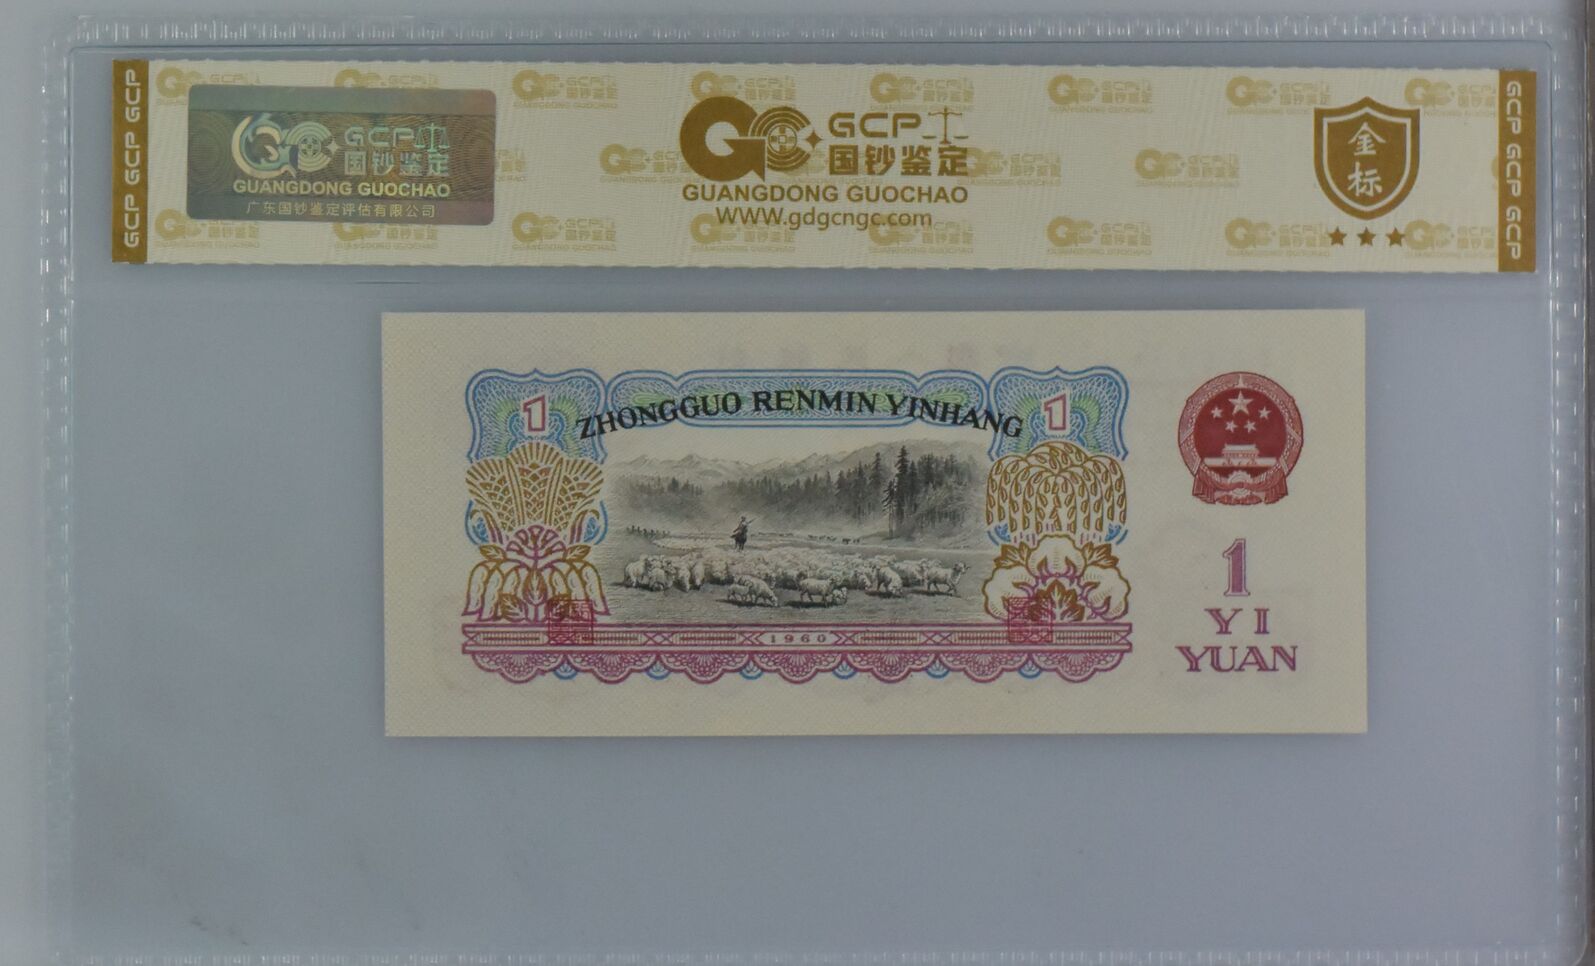 GCP GCP GCP
GCP
国钞鉴定
GUANGDONG GUOCHAO
广东国钞鉴定评估有限公司
GCP
国钞鉴定
GUANGDONG GUOCHAO
WWW.gdgcngc.com
金
标
GCP GCP GCP
ZHONGGUO RENMIN YINHANG
1
1
1
YI
YUAN
1960